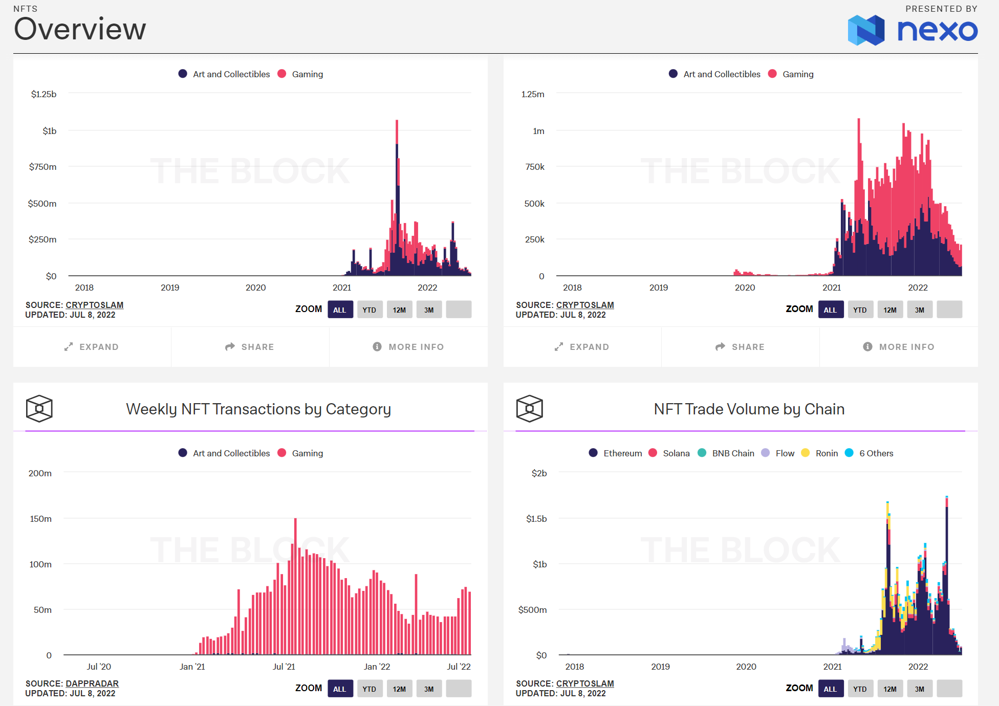 NFTS
PRESENTED BY
Overview
nexo
Art and Collectibles Gaming
$1.25b
$1b
$750m
$500m
$250m
$0
THE BLOCK
2018 2019 2020 2021 2022
SOURCE: CRYPTOSLAM
UPDATED: JUL 8, 2022
ZOOM ALL YTD 12M 3M
EXPAND SHARE MORE INFO
Art and Collectibles Gaming
1.25m
1m
750k
500k
250k
0
THE BLOCK
2018 2019 2020 2021 2022
SOURCE: CRYPTOSLAM
UPDATED: JUL 8, 2022
ZOOM ALL YTD 12M 3M
EXPAND SHARE MORE INFO
Weekly NFT Transactions by Category
Art and Collectibles Gaming
200m
150m
100m
50m
0
THE BLOCK
Jul '20 Jan '21 Jul '21 Jan '22 Jul '22
SOURCE: DAPPRADAR
UPDATED: JUL 8, 2022
ZOOM ALL YTD 12M 3M
NFT Trade Volume by Chain
Ethereum Solana BNB Chain Flow Ronin 6 Others
$2b
$1.5b
$1b
$500m
$0
THE BLOCK
2018 2019 2020 2021 2022
SOURCE: CRYPTOSLAM
UPDATED: JUL 8, 2022
ZOOM ALL YTD 12M 3M